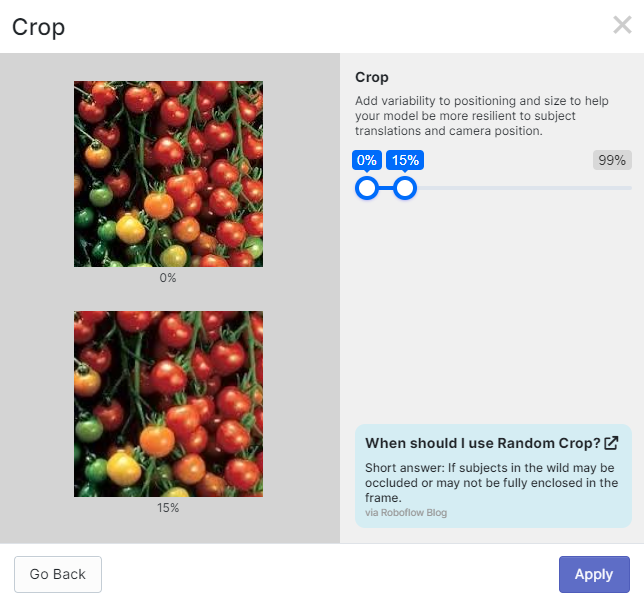 Crop
0%
15%
Crop
Add variability to positioning and size to help
your model be more resilient to subject
translations and camera position.
0% 15% 99%
When should I use Random Crop?
Short answer: If subjects in the wild may be
occluded or may not be fully enclosed in the
frame.
via Roboflow Blog
Go Back
Apply